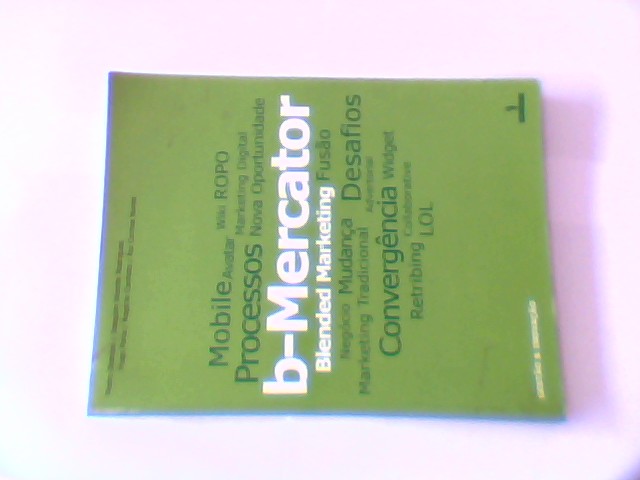 Mobile Avatar Wiki ROPO
Processos Marketing Digital
Nova Oportunidade
b-Mercator
Blended Marketing Fusão
Negócio Mudança Desafios
Marketing Tradicional Advertorial
Convergência Widget
Retribing Collaborative
LOL